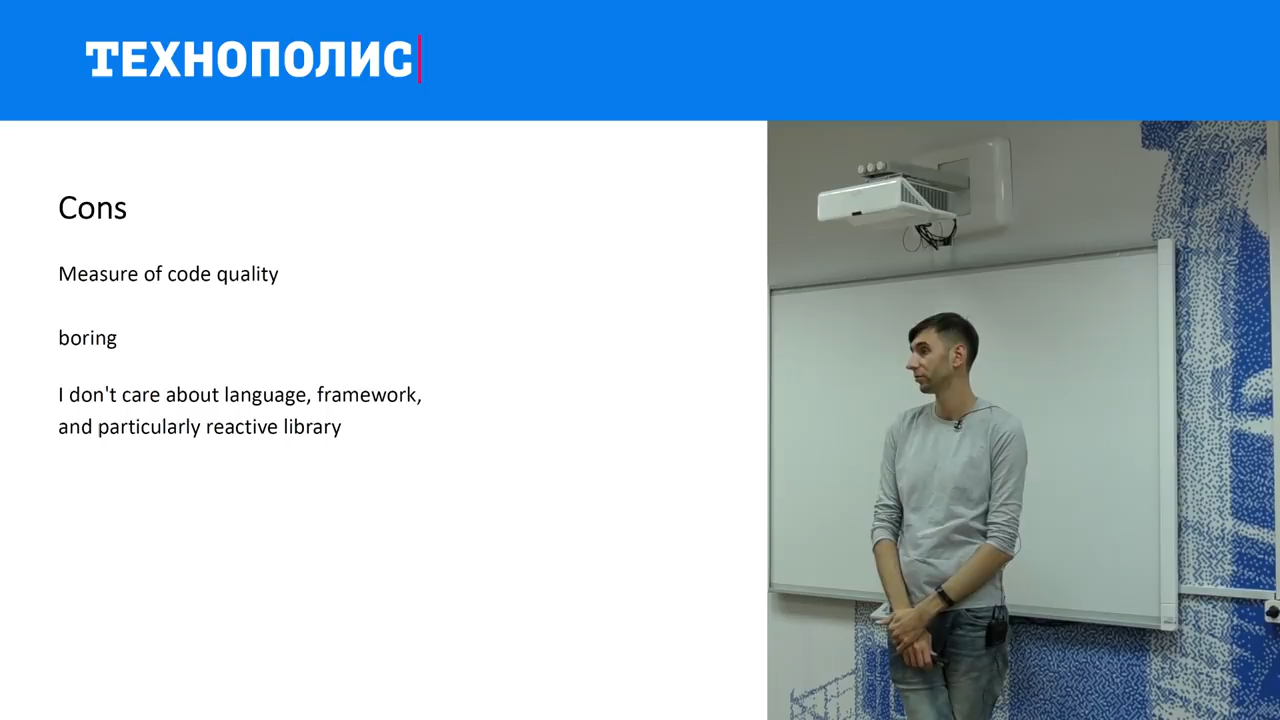 ТЕХНОПОЛИС
Cons
Measure of code quality
boring
I don't care about language, framework,
and particularly reactive library